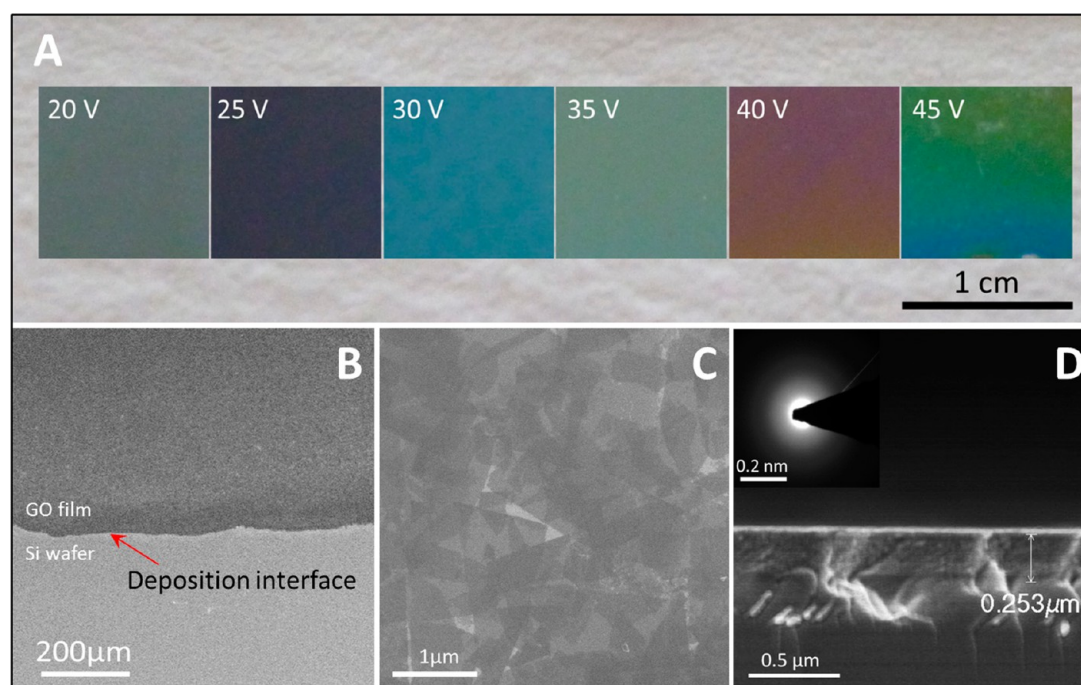 A
20 V
25 V
30 V
35 V
40 V
45 V
1 cm
B
GO film
Si wafer
Deposition interface
200μm
C
1μm
D
0.2 nm
0.253μm
0.5 μm